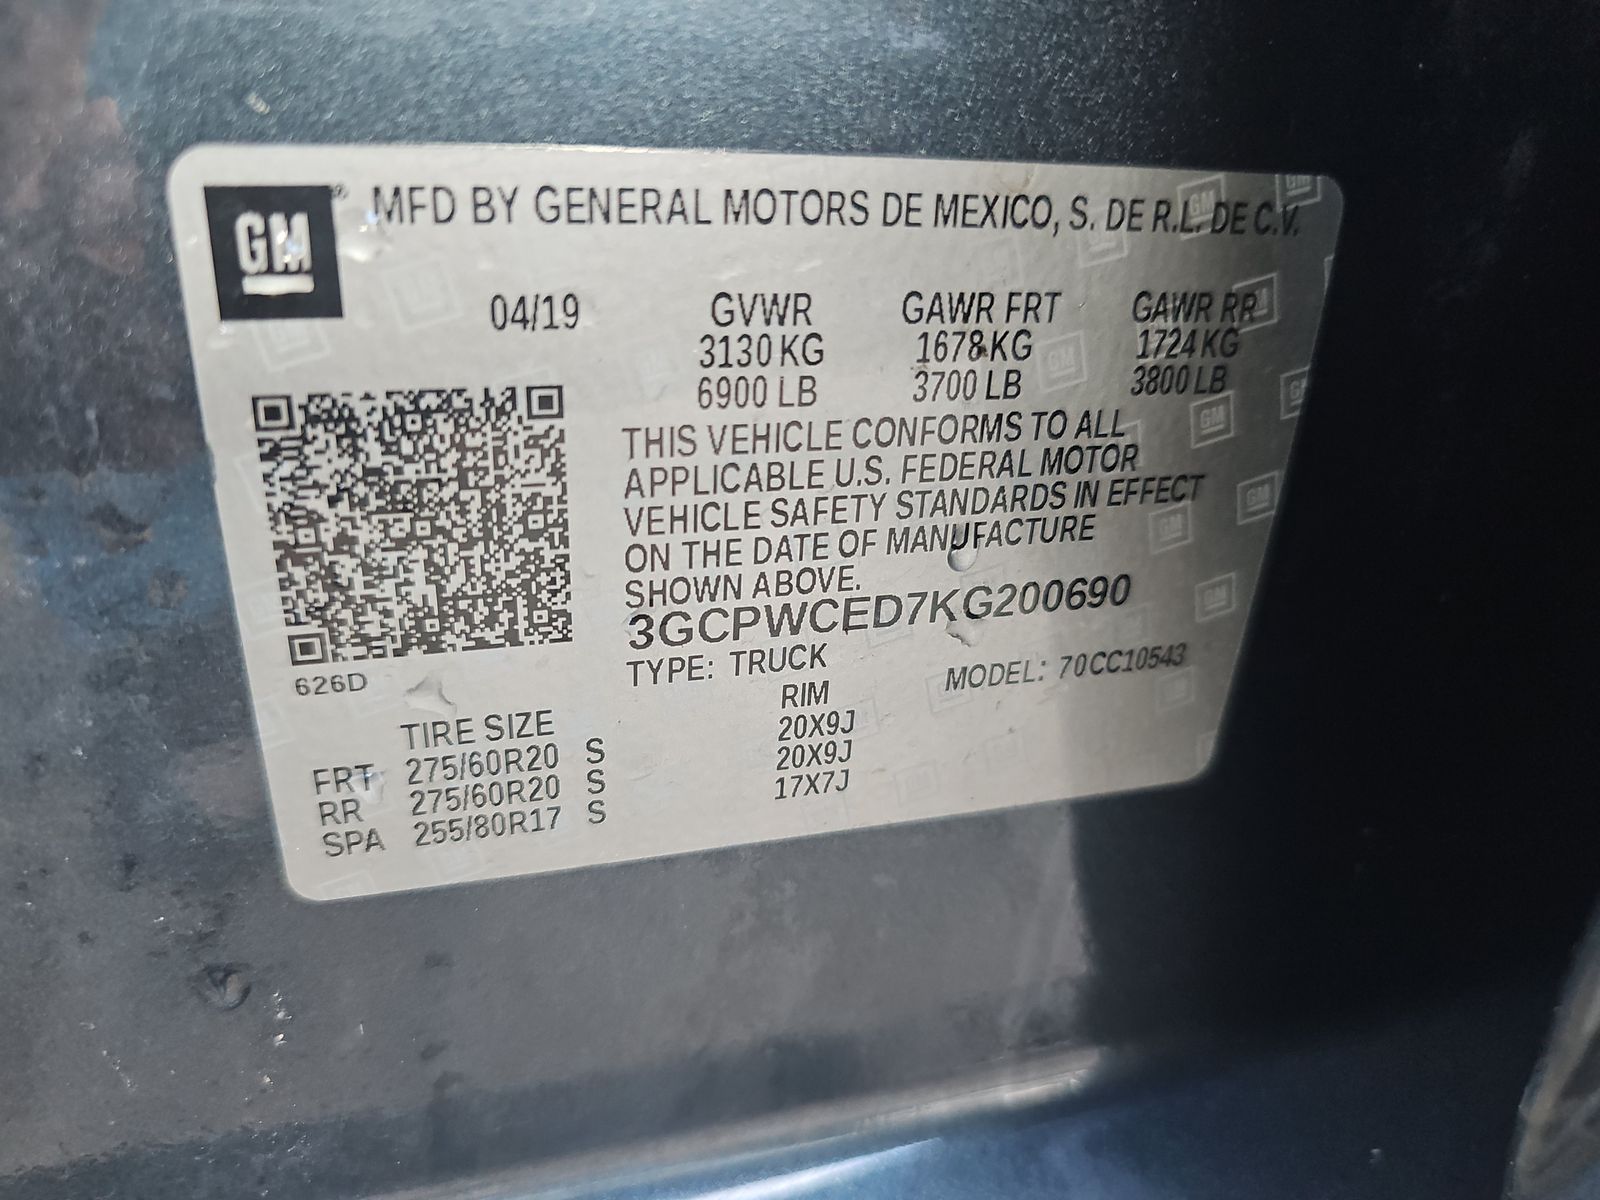 GM ® MFD BY GENERAL MOTORS DE MEXICO, S. DE R.L. DE C.V.
04/19 GVWR GAWR FRT GAWR RR
3130 KG 1678 KG 1724 KG
6900 LB 3700 LB 3800 LB
THIS VEHICLE CONFORMS TO ALL
APPLICABLE U.S. FEDERAL MOTOR
VEHICLE SAFETY STANDARDS IN EFFECT
ON THE DATE OF MANUFACTURE
SHOWN ABOVE.
3GCPWCED7KG200690
626D
TYPE: TRUCK MODEL: 70CC10543
TIRE SIZE RIM
FRT 275/60R20 S 20X9J
RR 275/60R20 S 20X9J
SPA 255/80R17 S 17X7J